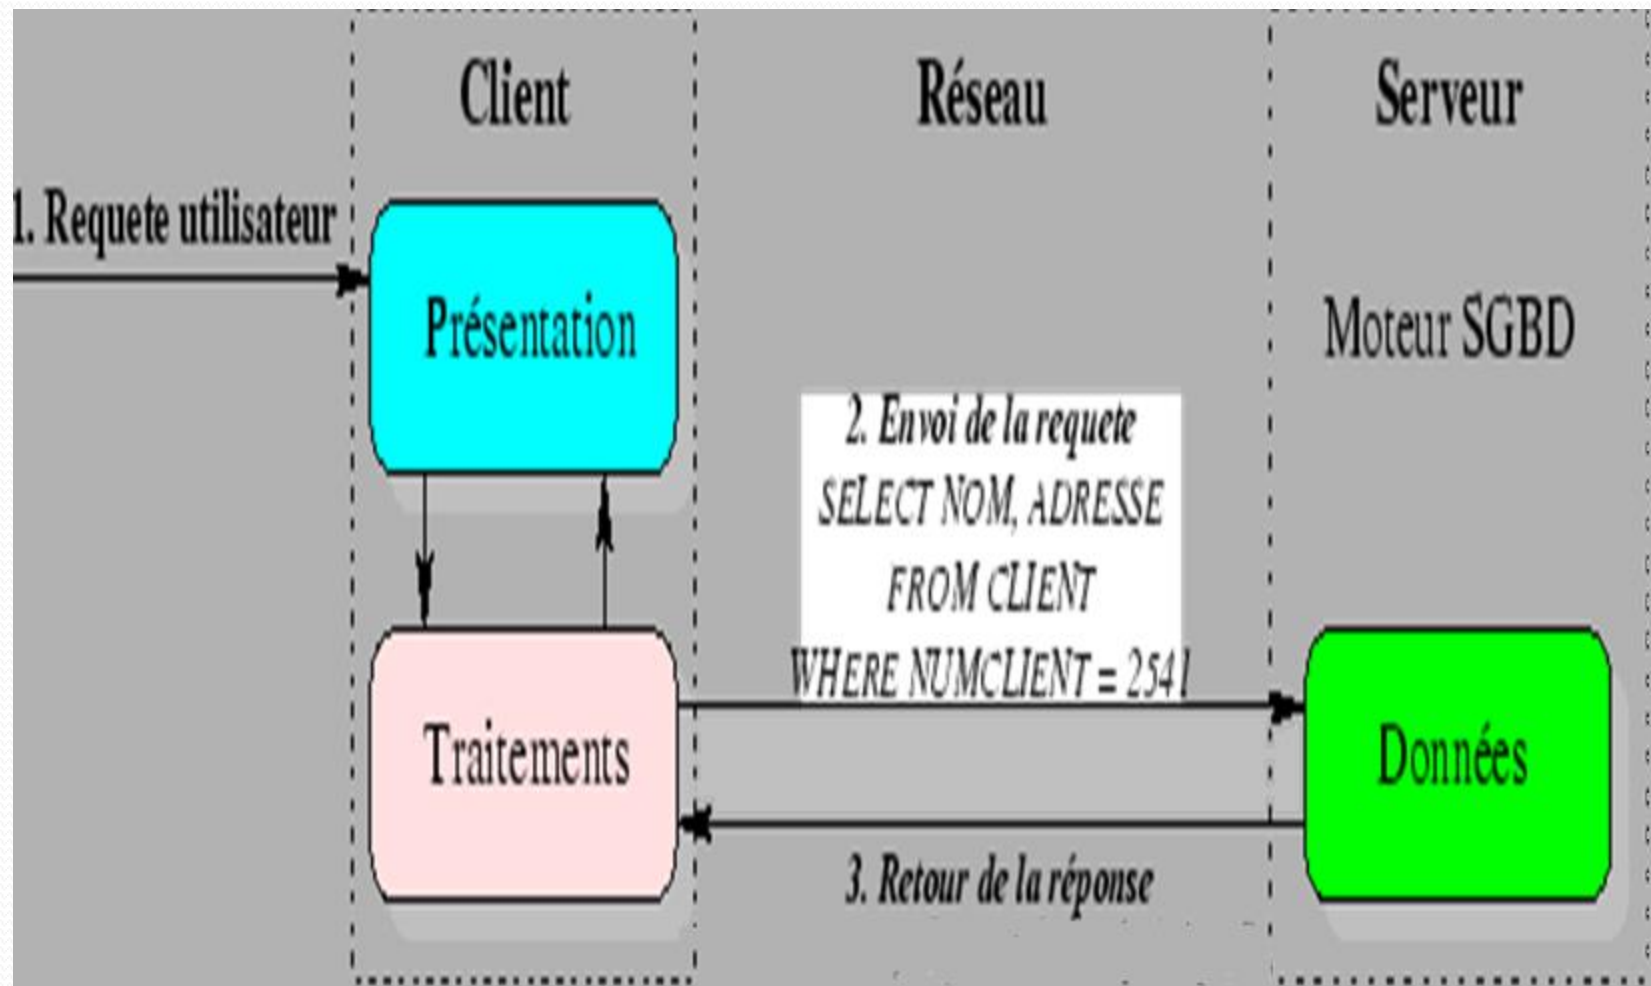 Client
Réseau
Serveur
1. Requete utilisateur
Présentation
Moteur SGBD
2. Envoi de la requete
SELECT NOM, ADRESSE
FROM CLIENT
WHERE NUMCLIENT = 2541
Traitements
Données
3. Retour de la réponse